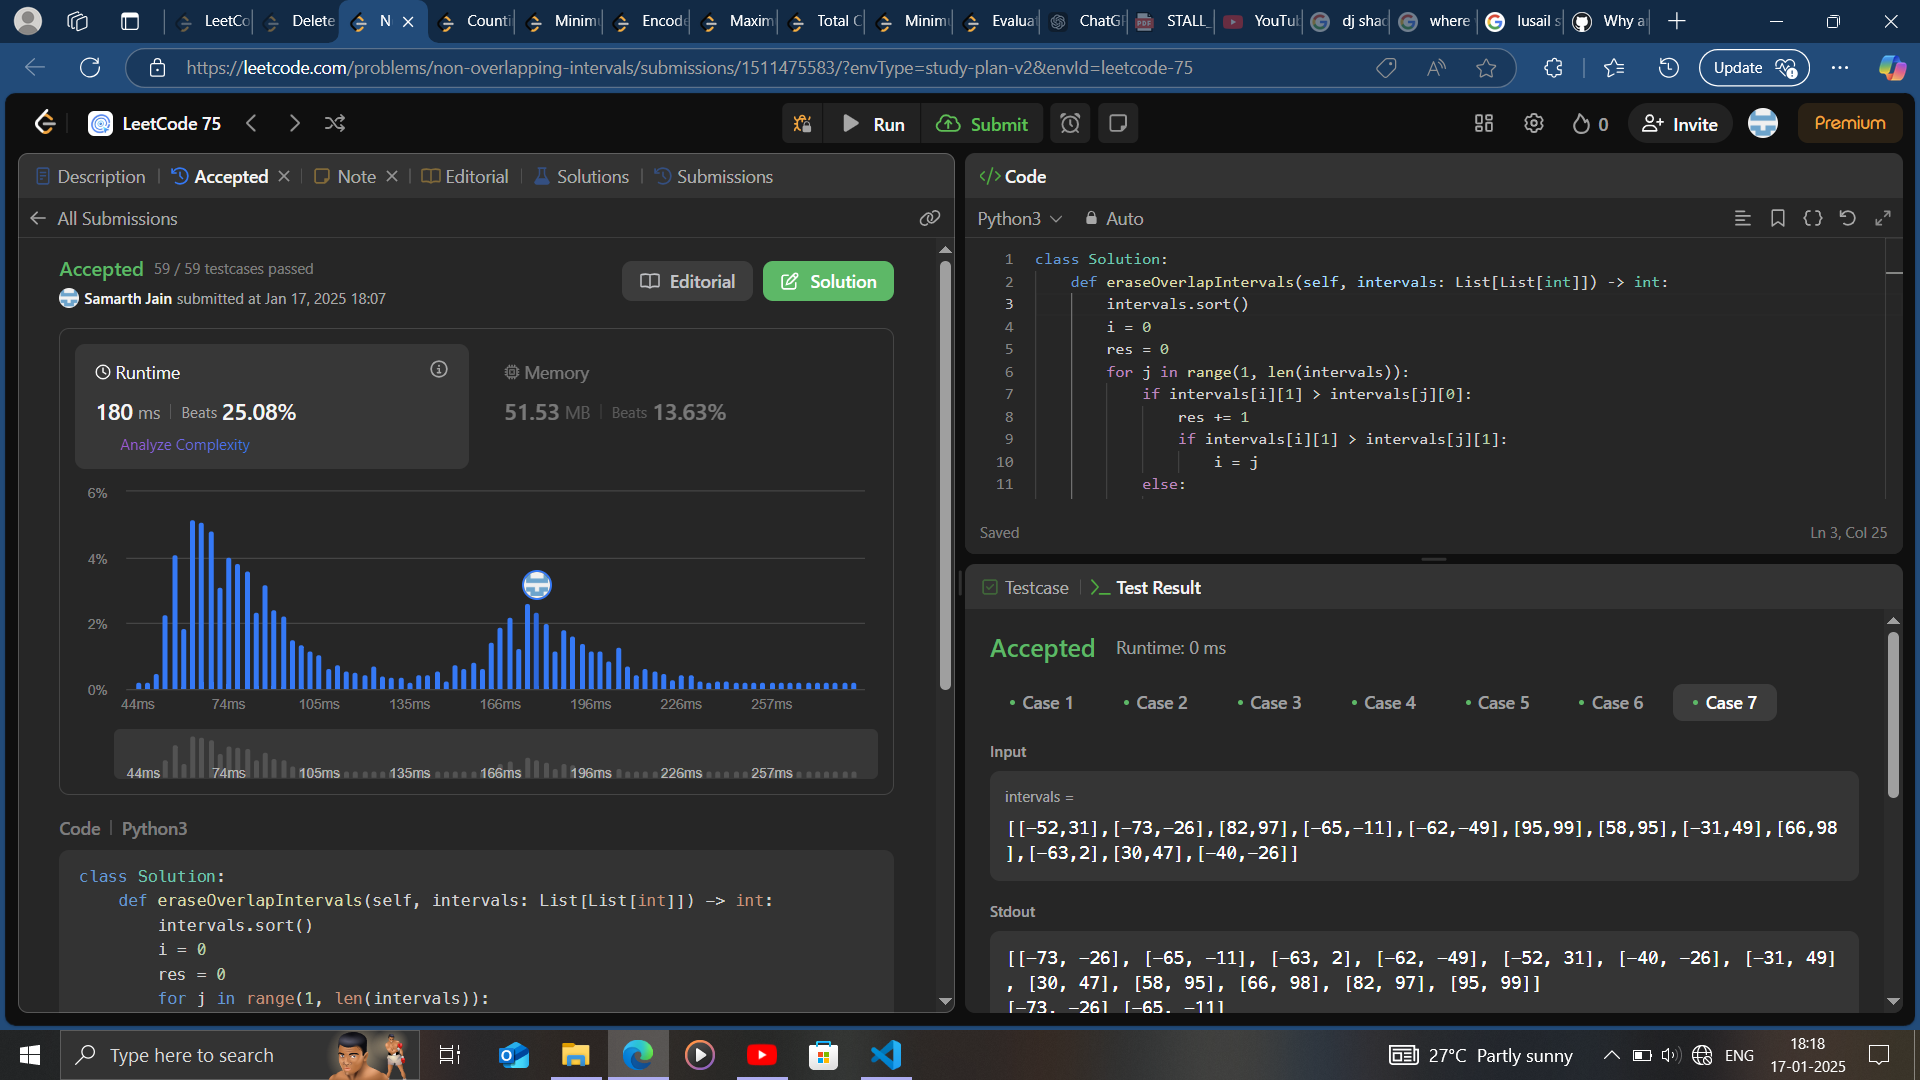 LeetCo
Delete
N
Counti
Minimu
Encode
Maxim
Total C
Minimu
Evaluat
ChatGP
STALL_
YouTub
dj shad
where
lusail s
Why ar
https://leetcode.com/problems/non-overlapping-intervals/submissions/1511475583/?envType=study-plan-v2&envId=leetcode-75
Update
LeetCode 75
Run
Submit
0
Invite
Premium
Description
Accepted
Note
Editorial
Solutions
Submissions
All Submissions
Accepted 59 / 59 testcases passed
Samarth Jain submitted at Jan 17, 2025 18:07
Editorial
Solution
Runtime
180 ms | Beats 25.08%
Analyze Complexity
Memory
51.53 MB | Beats 13.63%
6%
4%
2%
0%
44ms 74ms 105ms 135ms 166ms 196ms 226ms 257ms
44ms 74ms 105ms 135ms 166ms 196ms 226ms 257ms
Code | Python3
class Solution:
def eraseOverlapIntervals(self, intervals: List[List[int]]) -> int:
intervals.sort()
i = 0
res = 0
for j in range(1, len(intervals)):
</> Code
Python3
Auto
1 class Solution:
2 def eraseOverlapIntervals(self, intervals: List[List[int]]) -> int:
3 intervals.sort()
4 i = 0
5 res = 0
6 for j in range(1, len(intervals)):
7 if intervals[i][1] > intervals[j][0]:
8 res += 1
9 if intervals[i][1] > intervals[j][1]:
10 i = j
11 else:
Saved
Ln 3, Col 25
Testcase
Test Result
Accepted Runtime: 0 ms
Case 1
Case 2
Case 3
Case 4
Case 5
Case 6
Case 7
Input
intervals =
[[-52,31],[-73,-26],[82,97],[-65,-11],[-62,-49],[95,99],[58,95],[-31,49],[66,98
],[-63,2],[30,47],[-40,-26]]
Stdout
[[-73, -26], [-65, -11], [-63, 2], [-62, -49], [-52, 31], [-40, -26], [-31, 49]
, [30, 47], [58, 95], [66, 98], [82, 97], [95, 99]]
[-73, -26] [-65, -11]
Type here to search
27°C Partly sunny
ENG
18:18
17-01-2025